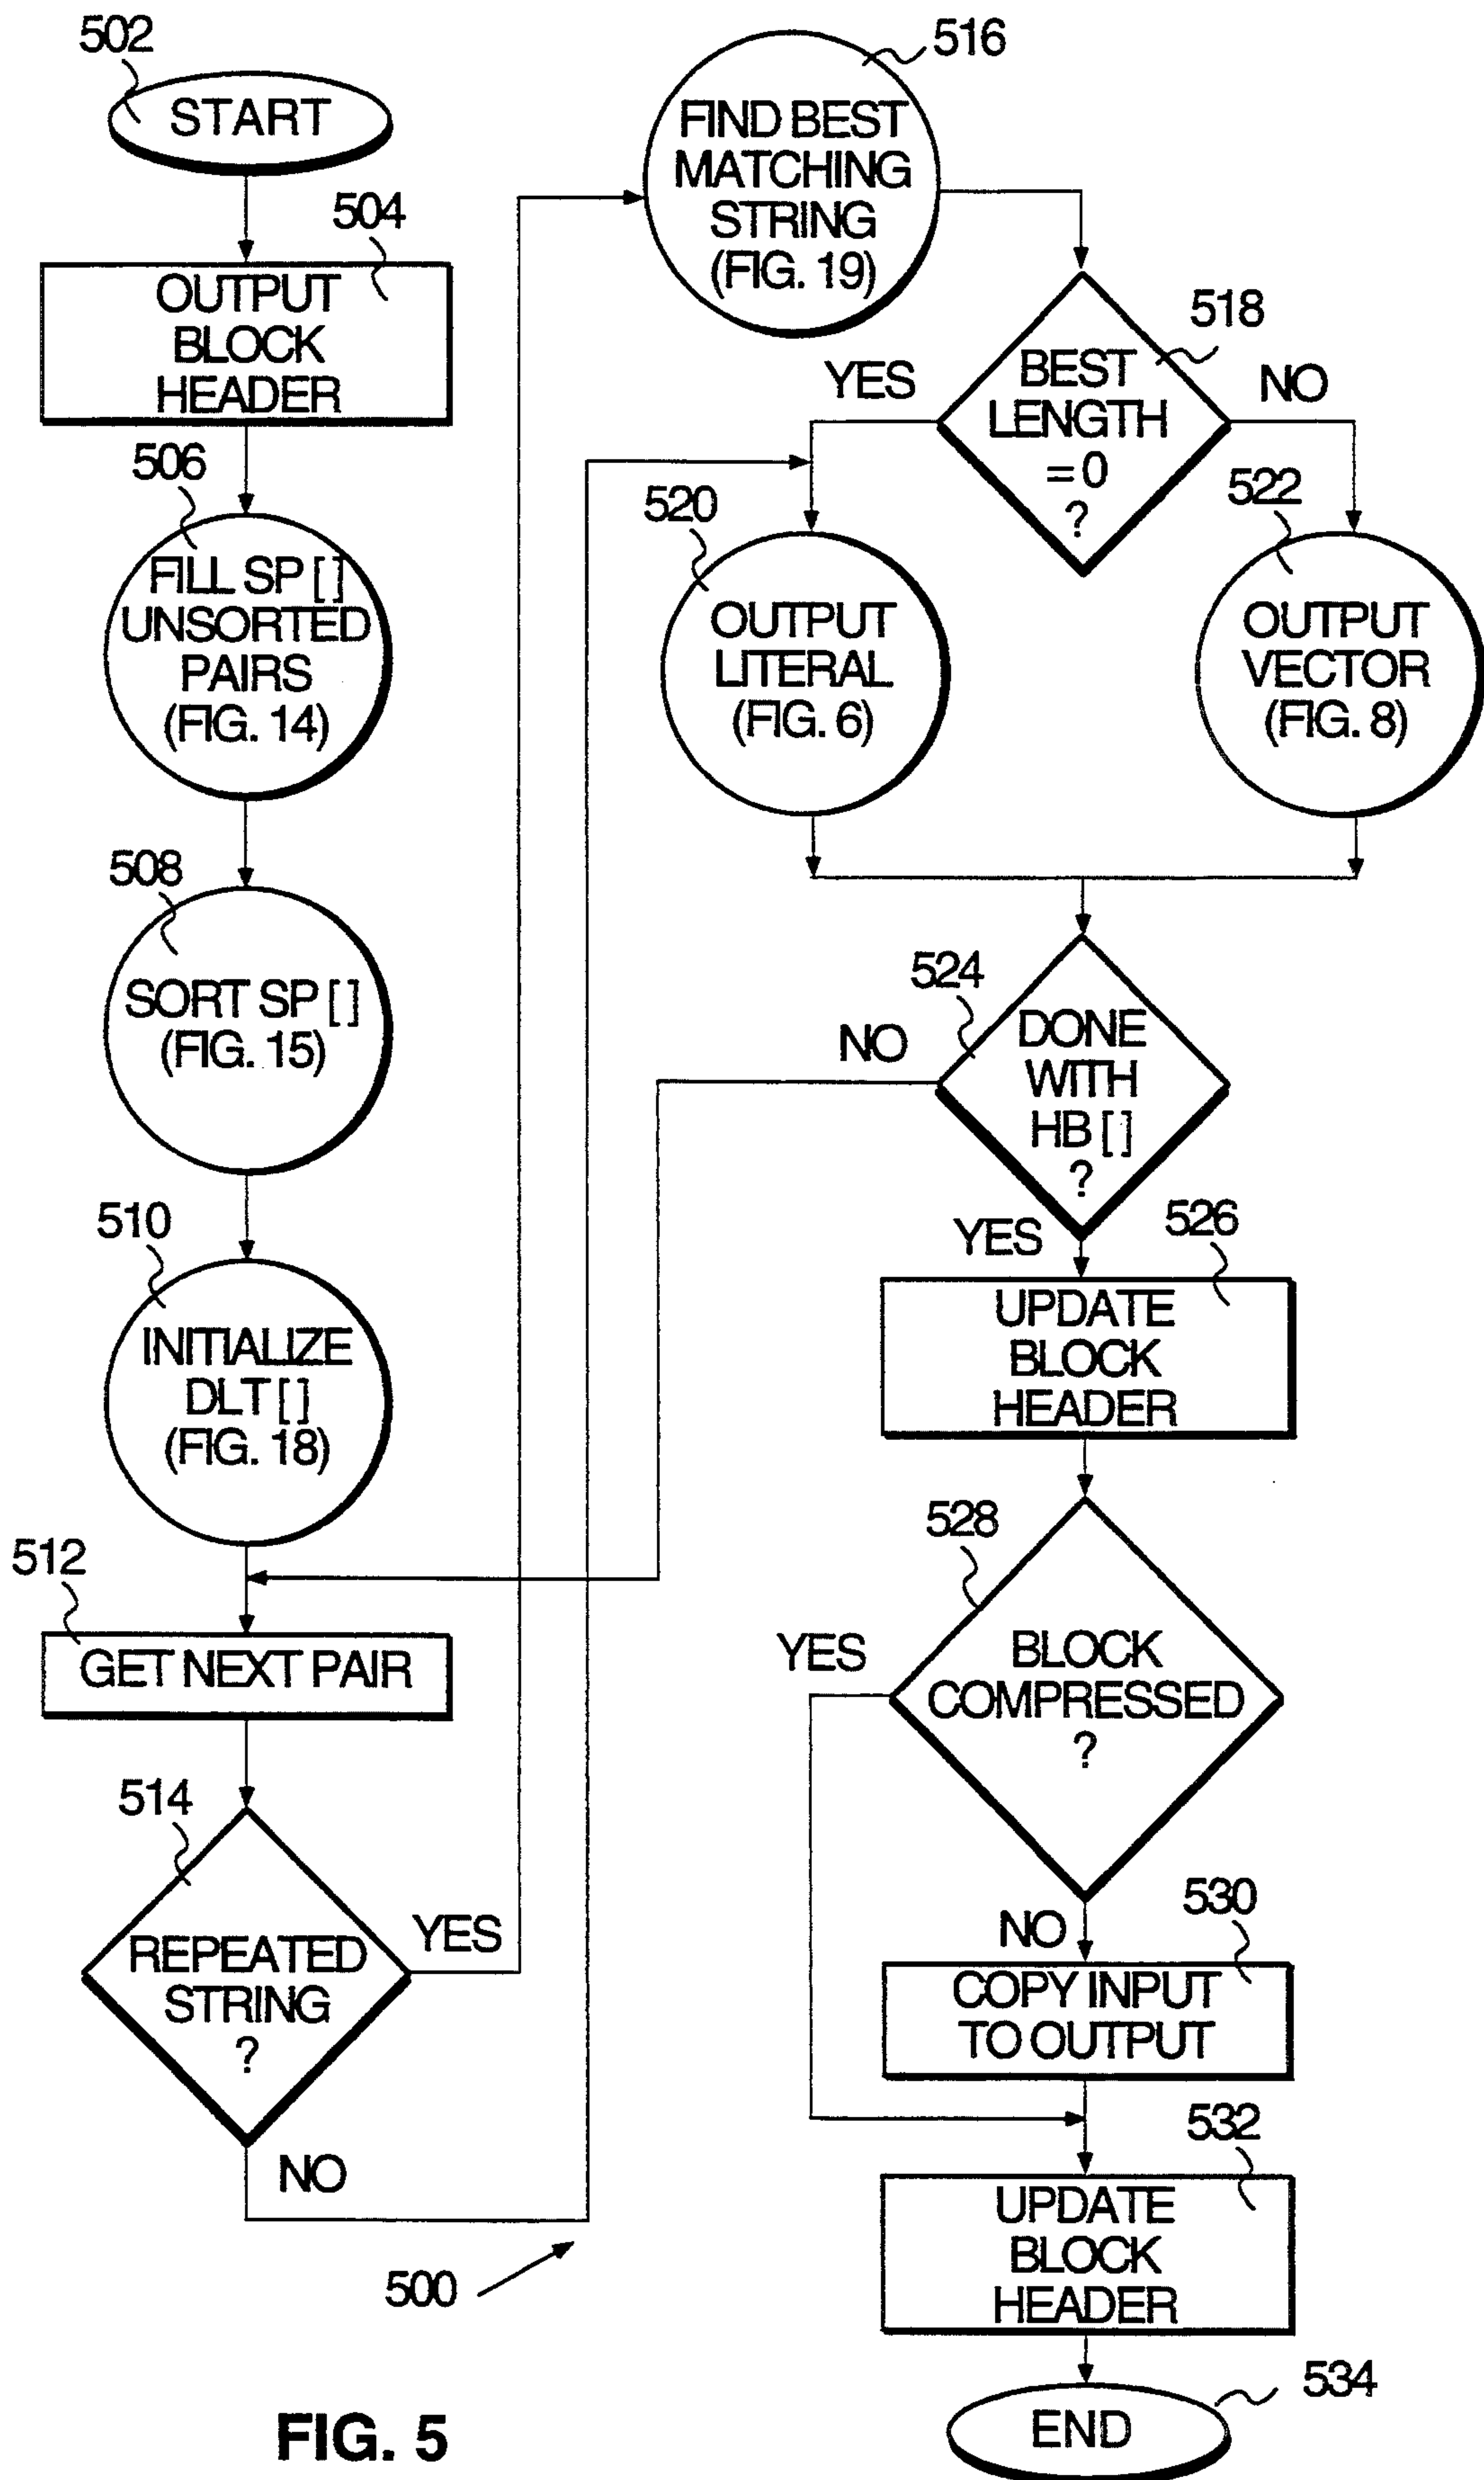 502
START
504
OUTPUT
BLOCK
HEADER
506
FILL SP [ ]
UNSORTED
PAIRS
(FIG. 14)
508
SORT SP [ ]
(FIG. 15)
510
INITIALIZE
DLT [ ]
(FIG. 18)
512
GET NEXT PAIR
514
REPEATED
STRING
?
YES
NO
500
516
FIND BEST
MATCHING
STRING
(FIG. 19)
518
BEST
LENGTH
= 0
?
YES
NO
520
OUTPUT
LITERAL
(FIG. 6)
522
OUTPUT
VECTOR
(FIG. 8)
524
DONE
WITH
HB [ ]
?
NO
YES
526
UPDATE
BLOCK
HEADER
528
BLOCK
COMPRESSED
?
YES
NO
530
COPY INPUT
TO OUTPUT
532
UPDATE
BLOCK
HEADER
534
END
FIG. 5